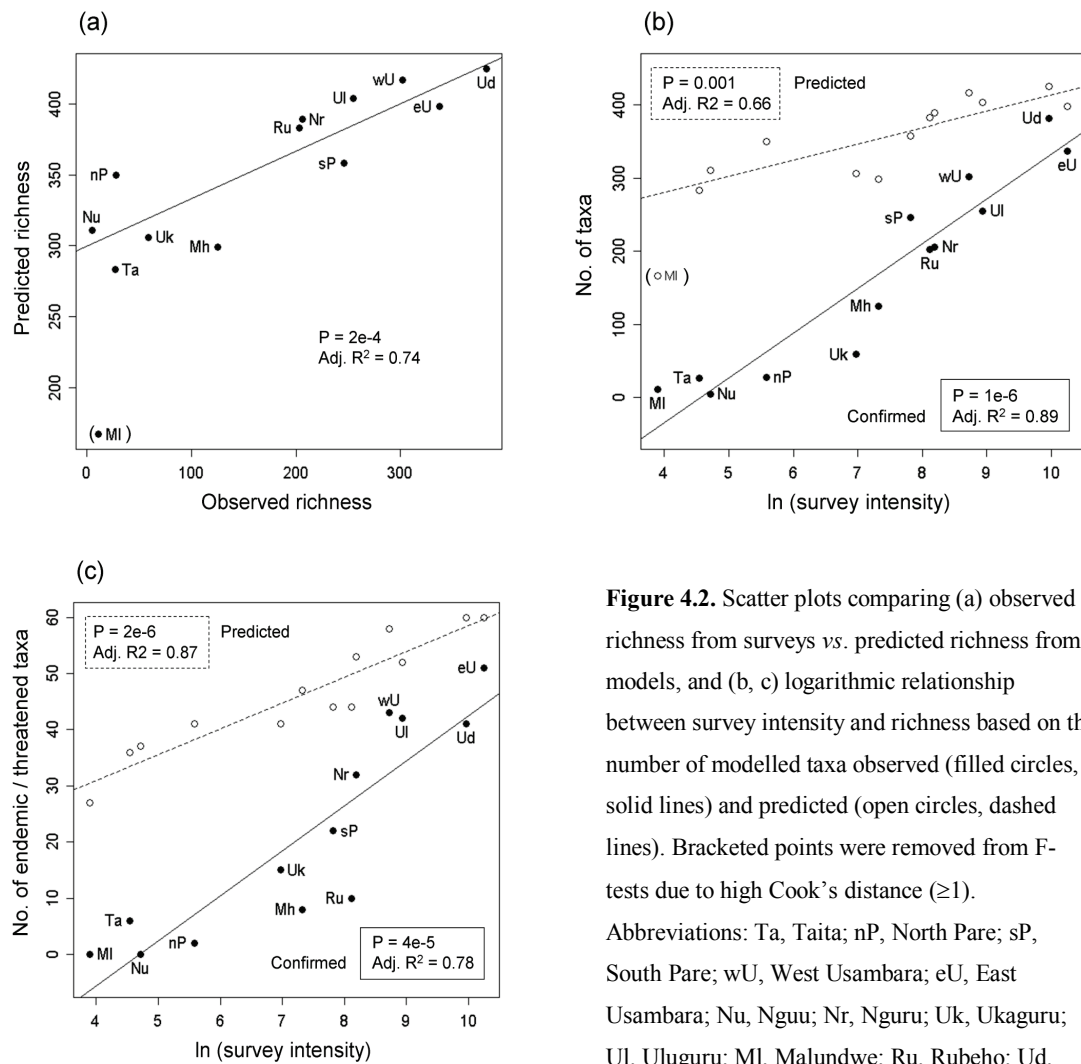 (a)
Predicted richness
400
350
300
250
200
wU
Ud
Ul
eU
Nr
Ru
sP
nP
Nu
Uk
Mh
Ta
P = 2e-4
Adj. R² = 0.74
( Ml )
0 100 200 300
Observed richness
(b)
No. of taxa
400
300
200
100
0
P = 0.001
Adj. R2 = 0.66
Predicted
Ud
eU
wU
Ul
sP
Nr
Ru
( Ml )
Mh
Uk
Ta
nP
Ml
Nu
Confirmed
P = 1e-6
Adj. R² = 0.89
4 5 6 7 8 9 10
ln (survey intensity)
(c)
No. of endemic / threatened taxa
60
50
40
30
20
10
0
P = 2e-6
Adj. R2 = 0.87
Predicted
eU
wU
Ul
Ud
Nr
sP
Uk
Ru
Mh
Ta
nP
Ml
Nu
Confirmed
P = 4e-5
Adj. R² = 0.78
4 5 6 7 8 9 10
ln (survey intensity)
Figure 4.2. Scatter plots comparing (a) observed
richness from surveys vs. predicted richness from
models, and (b, c) logarithmic relationship
between survey intensity and richness based on
number of modelled taxa observed (filled circles,
solid lines) and predicted (open circles, dashed
lines). Bracketed points were removed from F-
tests due to high Cook's distance (≥1).
Abbreviations: Ta, Taita; nP, North Pare; sP,
South Pare; wU, West Usambara; eU, East
Usambara; Nu, Nguu; Nr, Nguru; Uk, Ukaguru;
Ul, Uluguru; Ml, Malundwe; Ru, Rubeho; Ud,